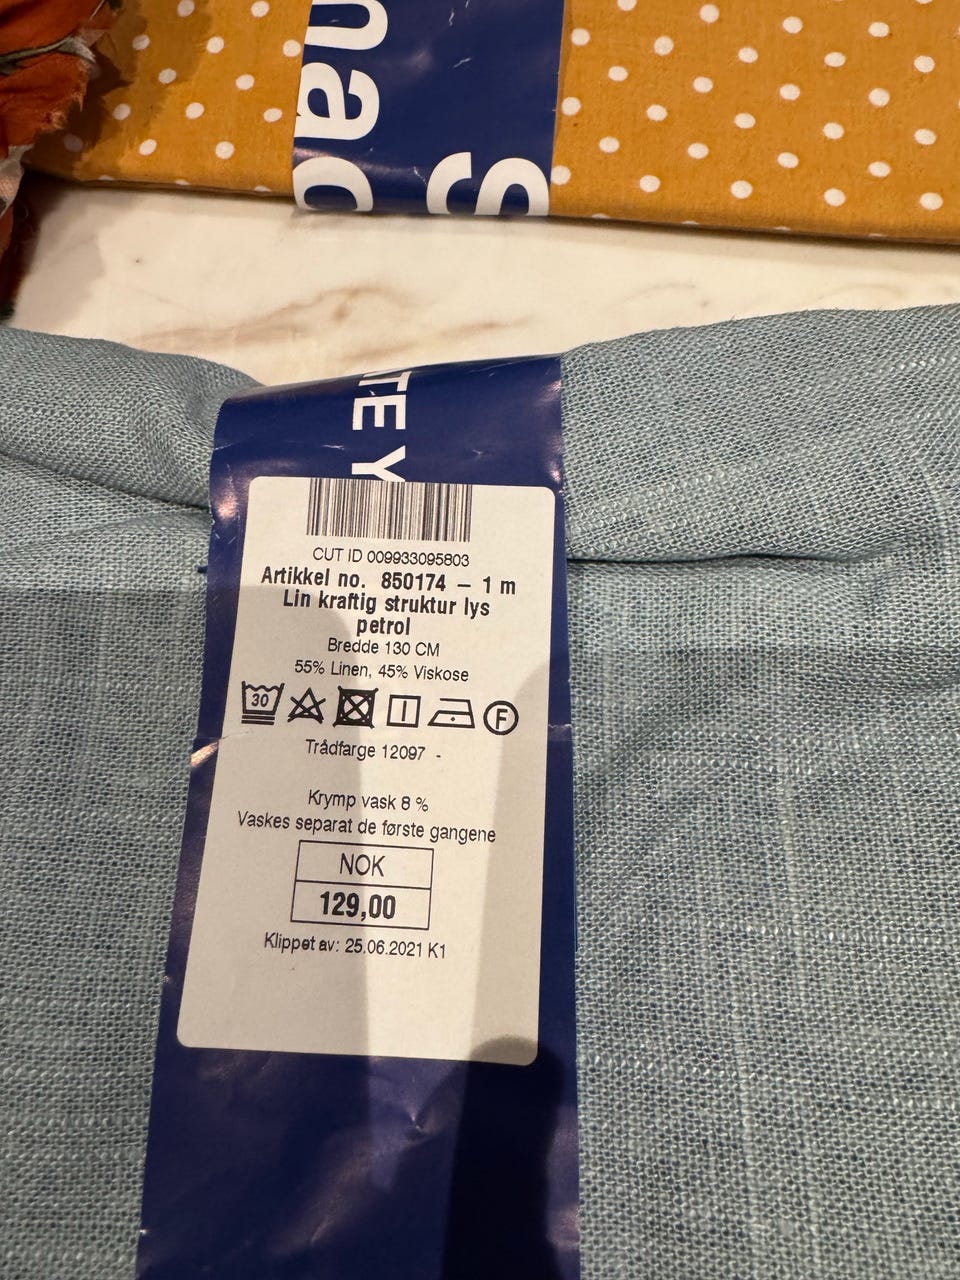 CUT ID 009933095803
Artikkel no. 850174 – 1 m
Lin kraftig struktur lys
petrol
Bredde 130 CM
55% Linen, 45% Viskose
30
F
Trådfarge 12097 -
Krymp vask 8 %
Vaskes separat de første gangene
NOK
129,00
Klippet av: 25.06.2021 K1